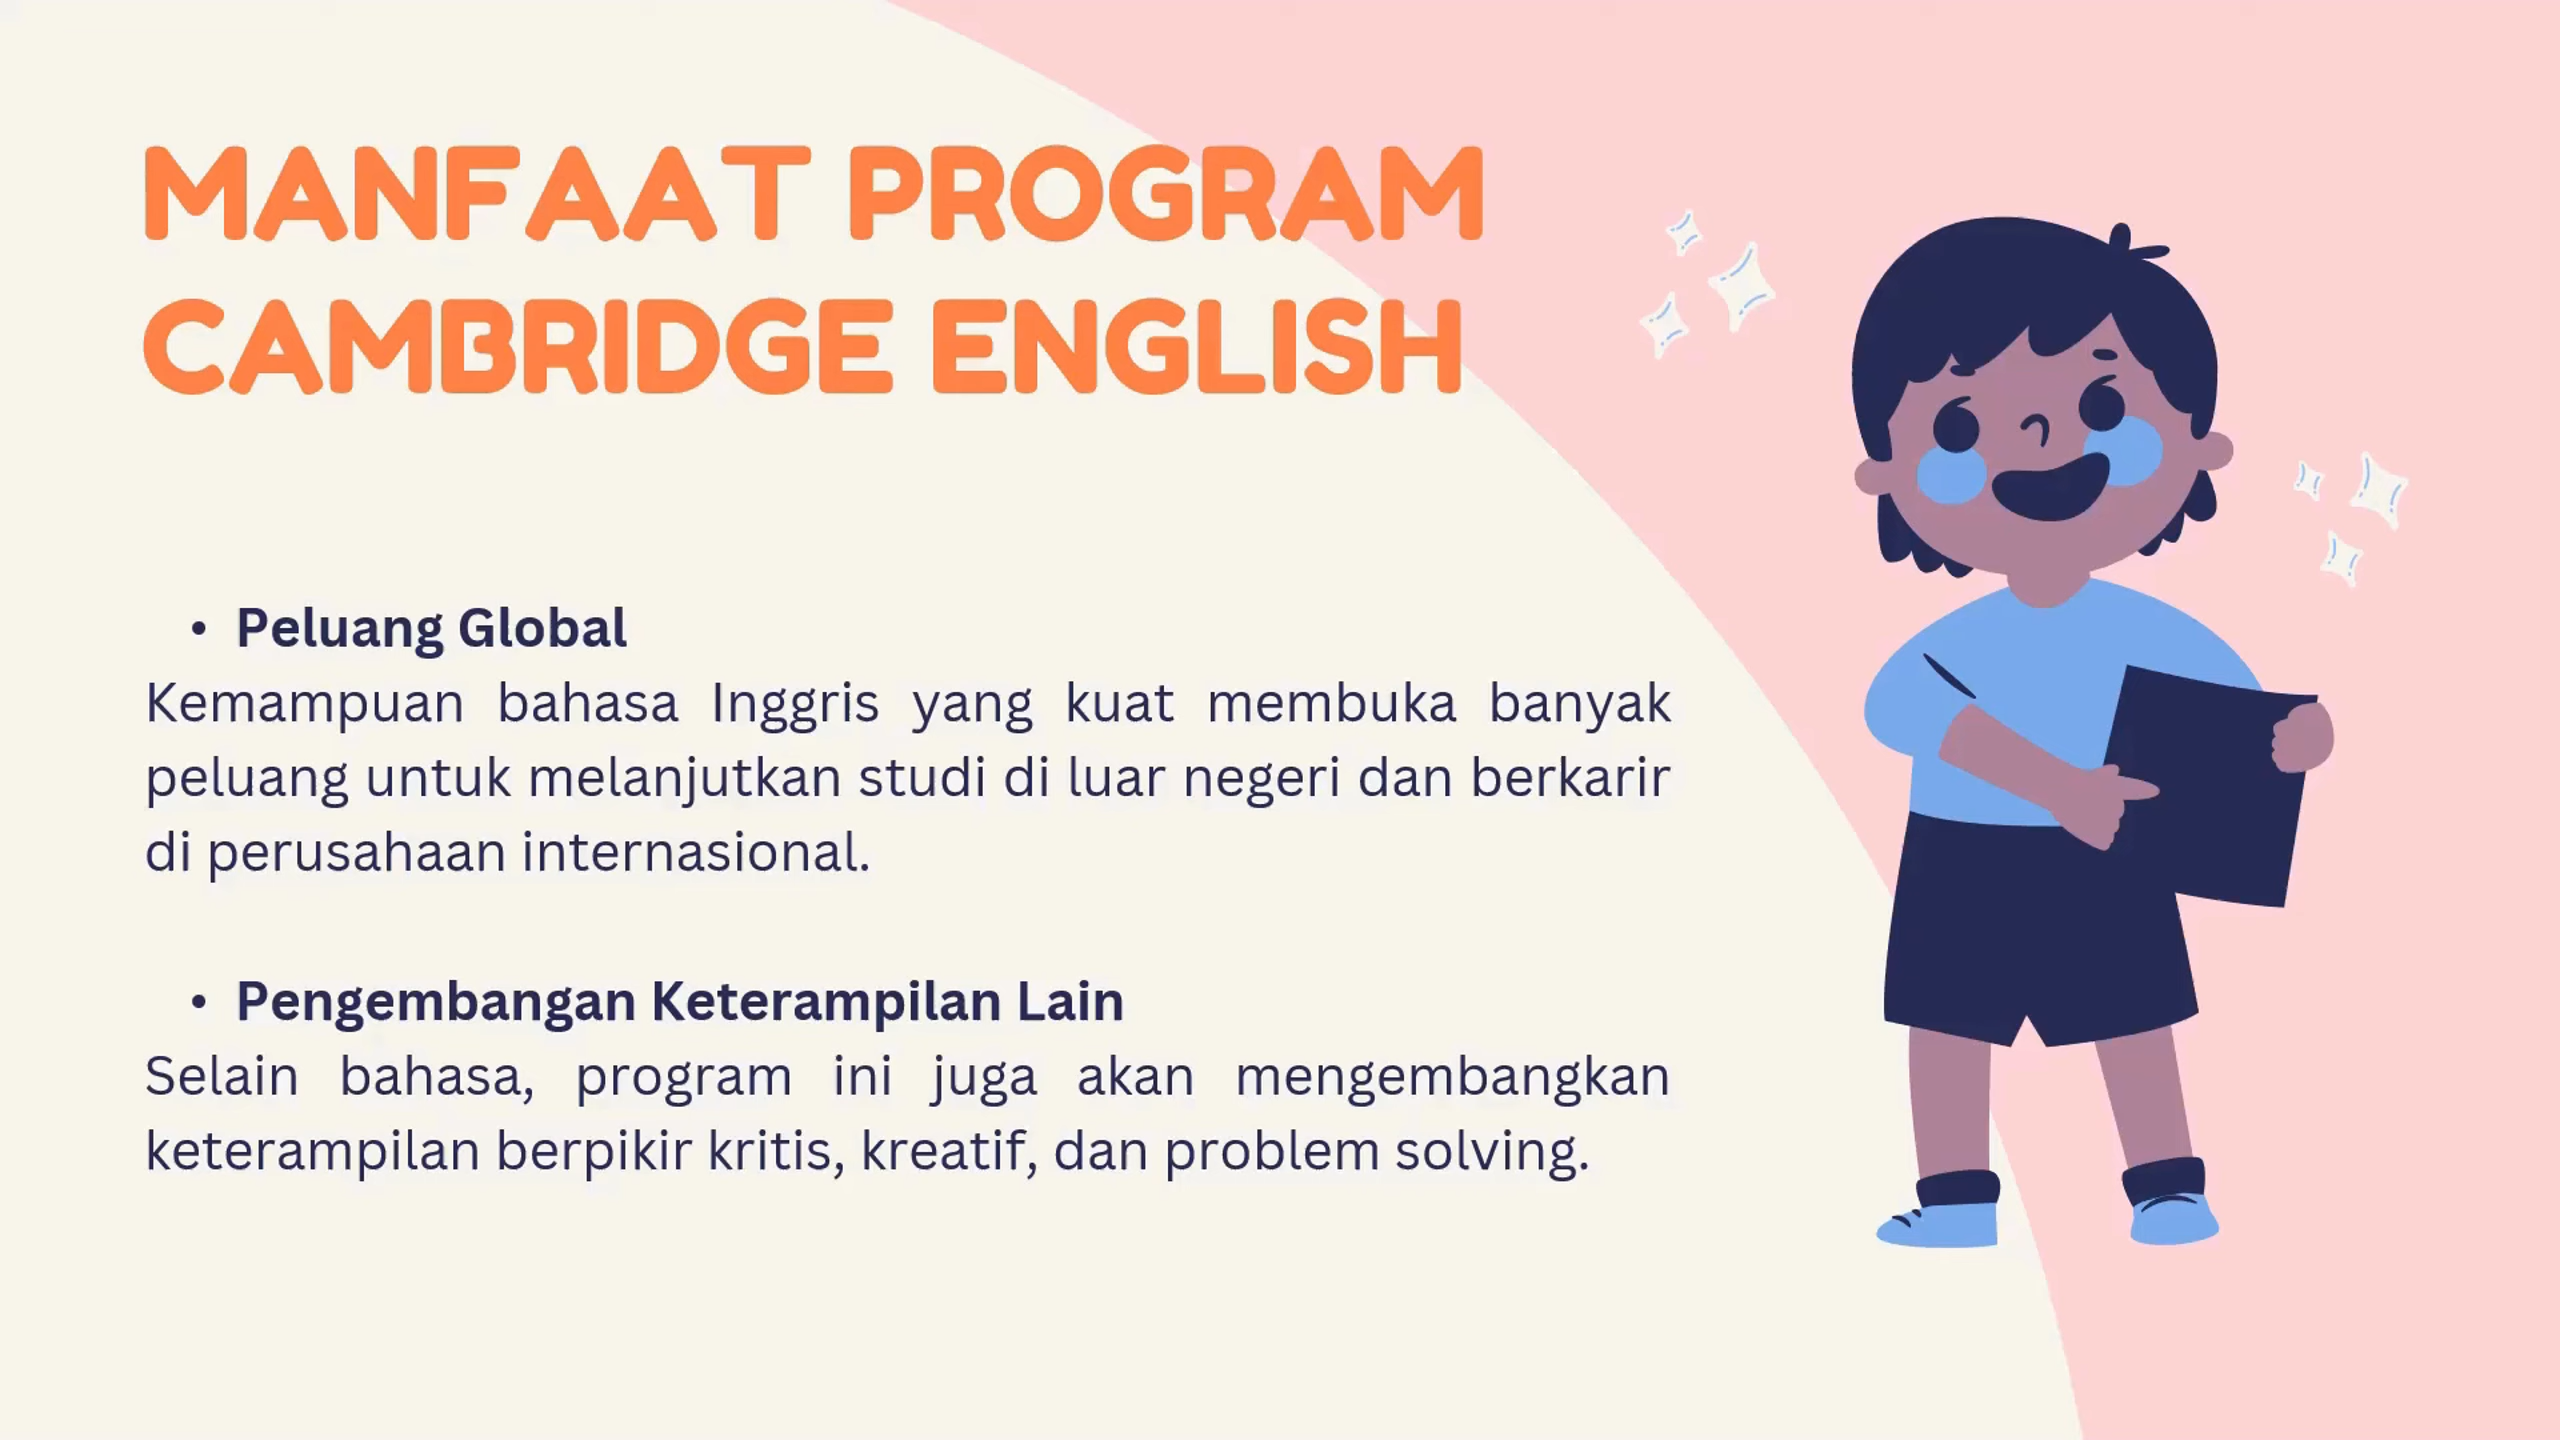 MANFAAT PROGRAM
CAMBRIDGE ENGLISH
• Peluang Global
Kemampuan bahasa Inggris yang kuat membuka banyak
peluang untuk melanjutkan studi di luar negeri dan berkarir
di perusahaan internasional.
• Pengembangan Keterampilan Lain
Selain bahasa, program ini juga akan mengembangkan
keterampilan berpikir kritis, kreatif, dan problem solving.